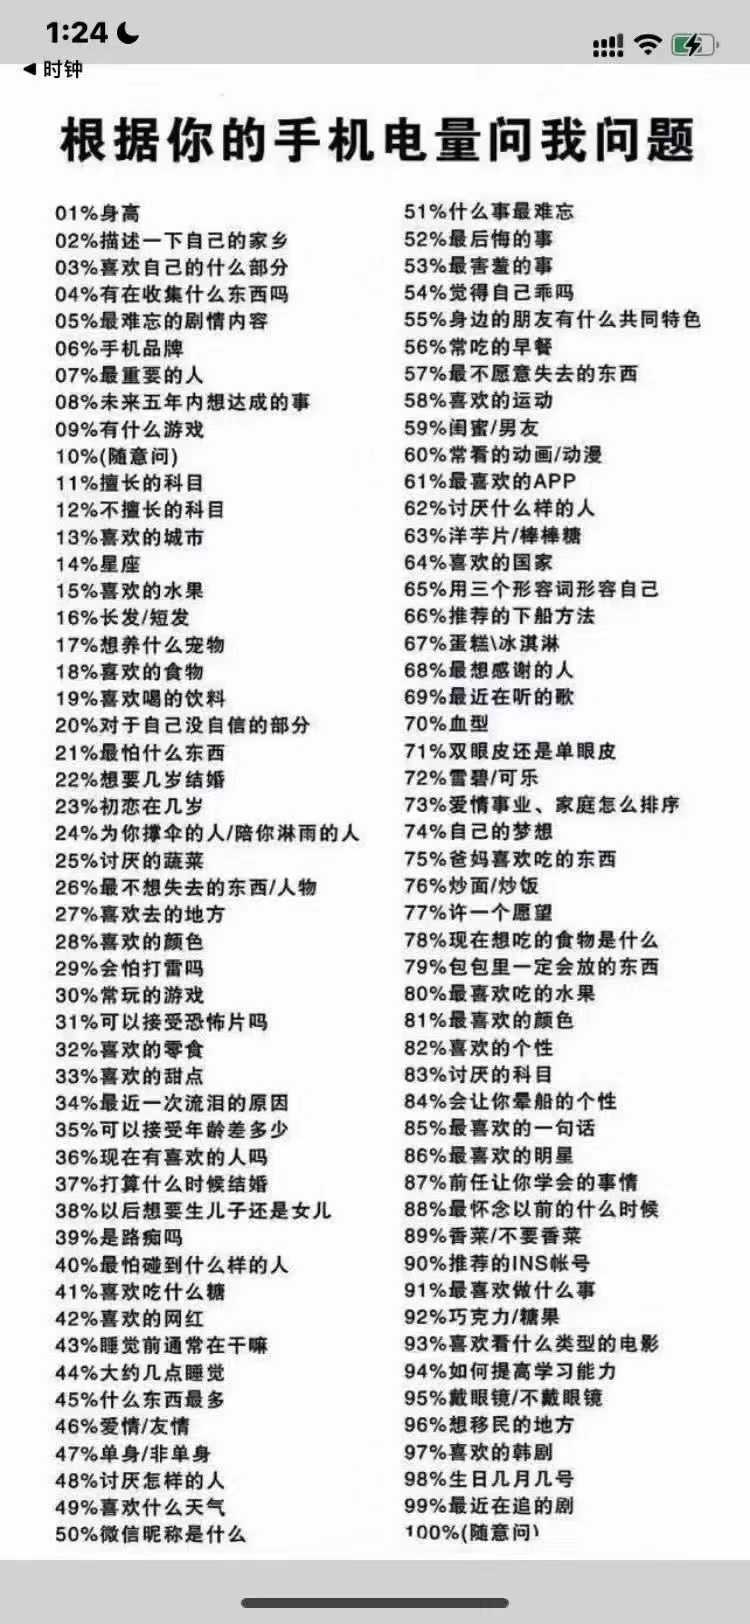 1:24
◀ 时钟
根据你的手机电量问我问题
01%身高
02%描述一下自己的家乡
03%喜欢自己的什么部分
04%有在收集什么东西吗
05%最难忘的剧情内容
06%手机品牌
07%最重要的人
08%未来五年内想达成的事
09%有什么游戏
10%(随意问)
11%擅长的科目
12%不擅长的科目
13%喜欢的城市
14%星座
15%喜欢的水果
16%长发/短发
17%想养什么宠物
18%喜欢的食物
19%喜欢喝的饮料
20%对于自己没自信的部分
21%最怕什么东西
22%想要几岁结婚
23%初恋在几岁
24%为你撑伞的人/陪你淋雨的人
25%讨厌的蔬菜
26%最不想失去的东西/人物
27%喜欢去的地方
28%喜欢的颜色
29%会怕打雷吗
30%常玩的游戏
31%可以接受恐怖片吗
32%喜欢的零食
33%喜欢的甜点
34%最近一次流泪的原因
35%可以接受年龄差多少
36%现在有喜欢的人吗
37%打算什么时候结婚
38%以后想要生儿子还是女儿
39%是路痴吗
40%最怕碰到什么样的人
41%喜欢吃什么糖
42%喜欢的网红
43%睡觉前通常在干嘛
44%大约几点睡觉
45%什么东西最多
46%爱情/友情
47%单身/非单身
48%讨厌怎样的人
49%喜欢什么天气
50%微信昵称是什么
51%什么事最难忘
52%最后悔的事
53%最害羞的事
54%觉得自己乖吗
55%身边的朋友有什么共同特色
56%常吃的早餐
57%最不愿意失去的东西
58%喜欢的运动
59%闺蜜/男友
60%常看的动画/动漫
61%最喜欢的APP
62%讨厌什么样的人
63%洋芋片/棒棒糖
64%喜欢的国家
65%用三个形容词形容自己
66%推荐的下船方法
67%蛋糕\冰淇淋
68%最想感谢的人
69%最近在听的歌
70%血型
71%双眼皮还是单眼皮
72%雪碧/可乐
73%爱情事业、家庭怎么排序
74%自己的梦想
75%爸妈喜欢吃的东西
76%炒面/炒饭
77%许一个愿望
78%现在想吃的食物是什么
79%包包里一定会放的东西
80%最喜欢吃的水果
81%最喜欢的颜色
82%喜欢的个性
83%讨厌的科目
84%会让你晕船的个性
85%最喜欢的一句话
86%最喜欢的明星
87%前任让你学会的事情
88%最怀念以前的什么时候
89%香菜/不要香菜
90%推荐的INS帐号
91%最喜欢做什么事
92%巧克力/糖果
93%喜欢看什么类型的电影
94%如何提高学习能力
95%戴眼镜/不戴眼镜
96%想移民的地方
97%喜欢的韩剧
98%生日几月几号
99%最近在追的剧
100%(随意问)